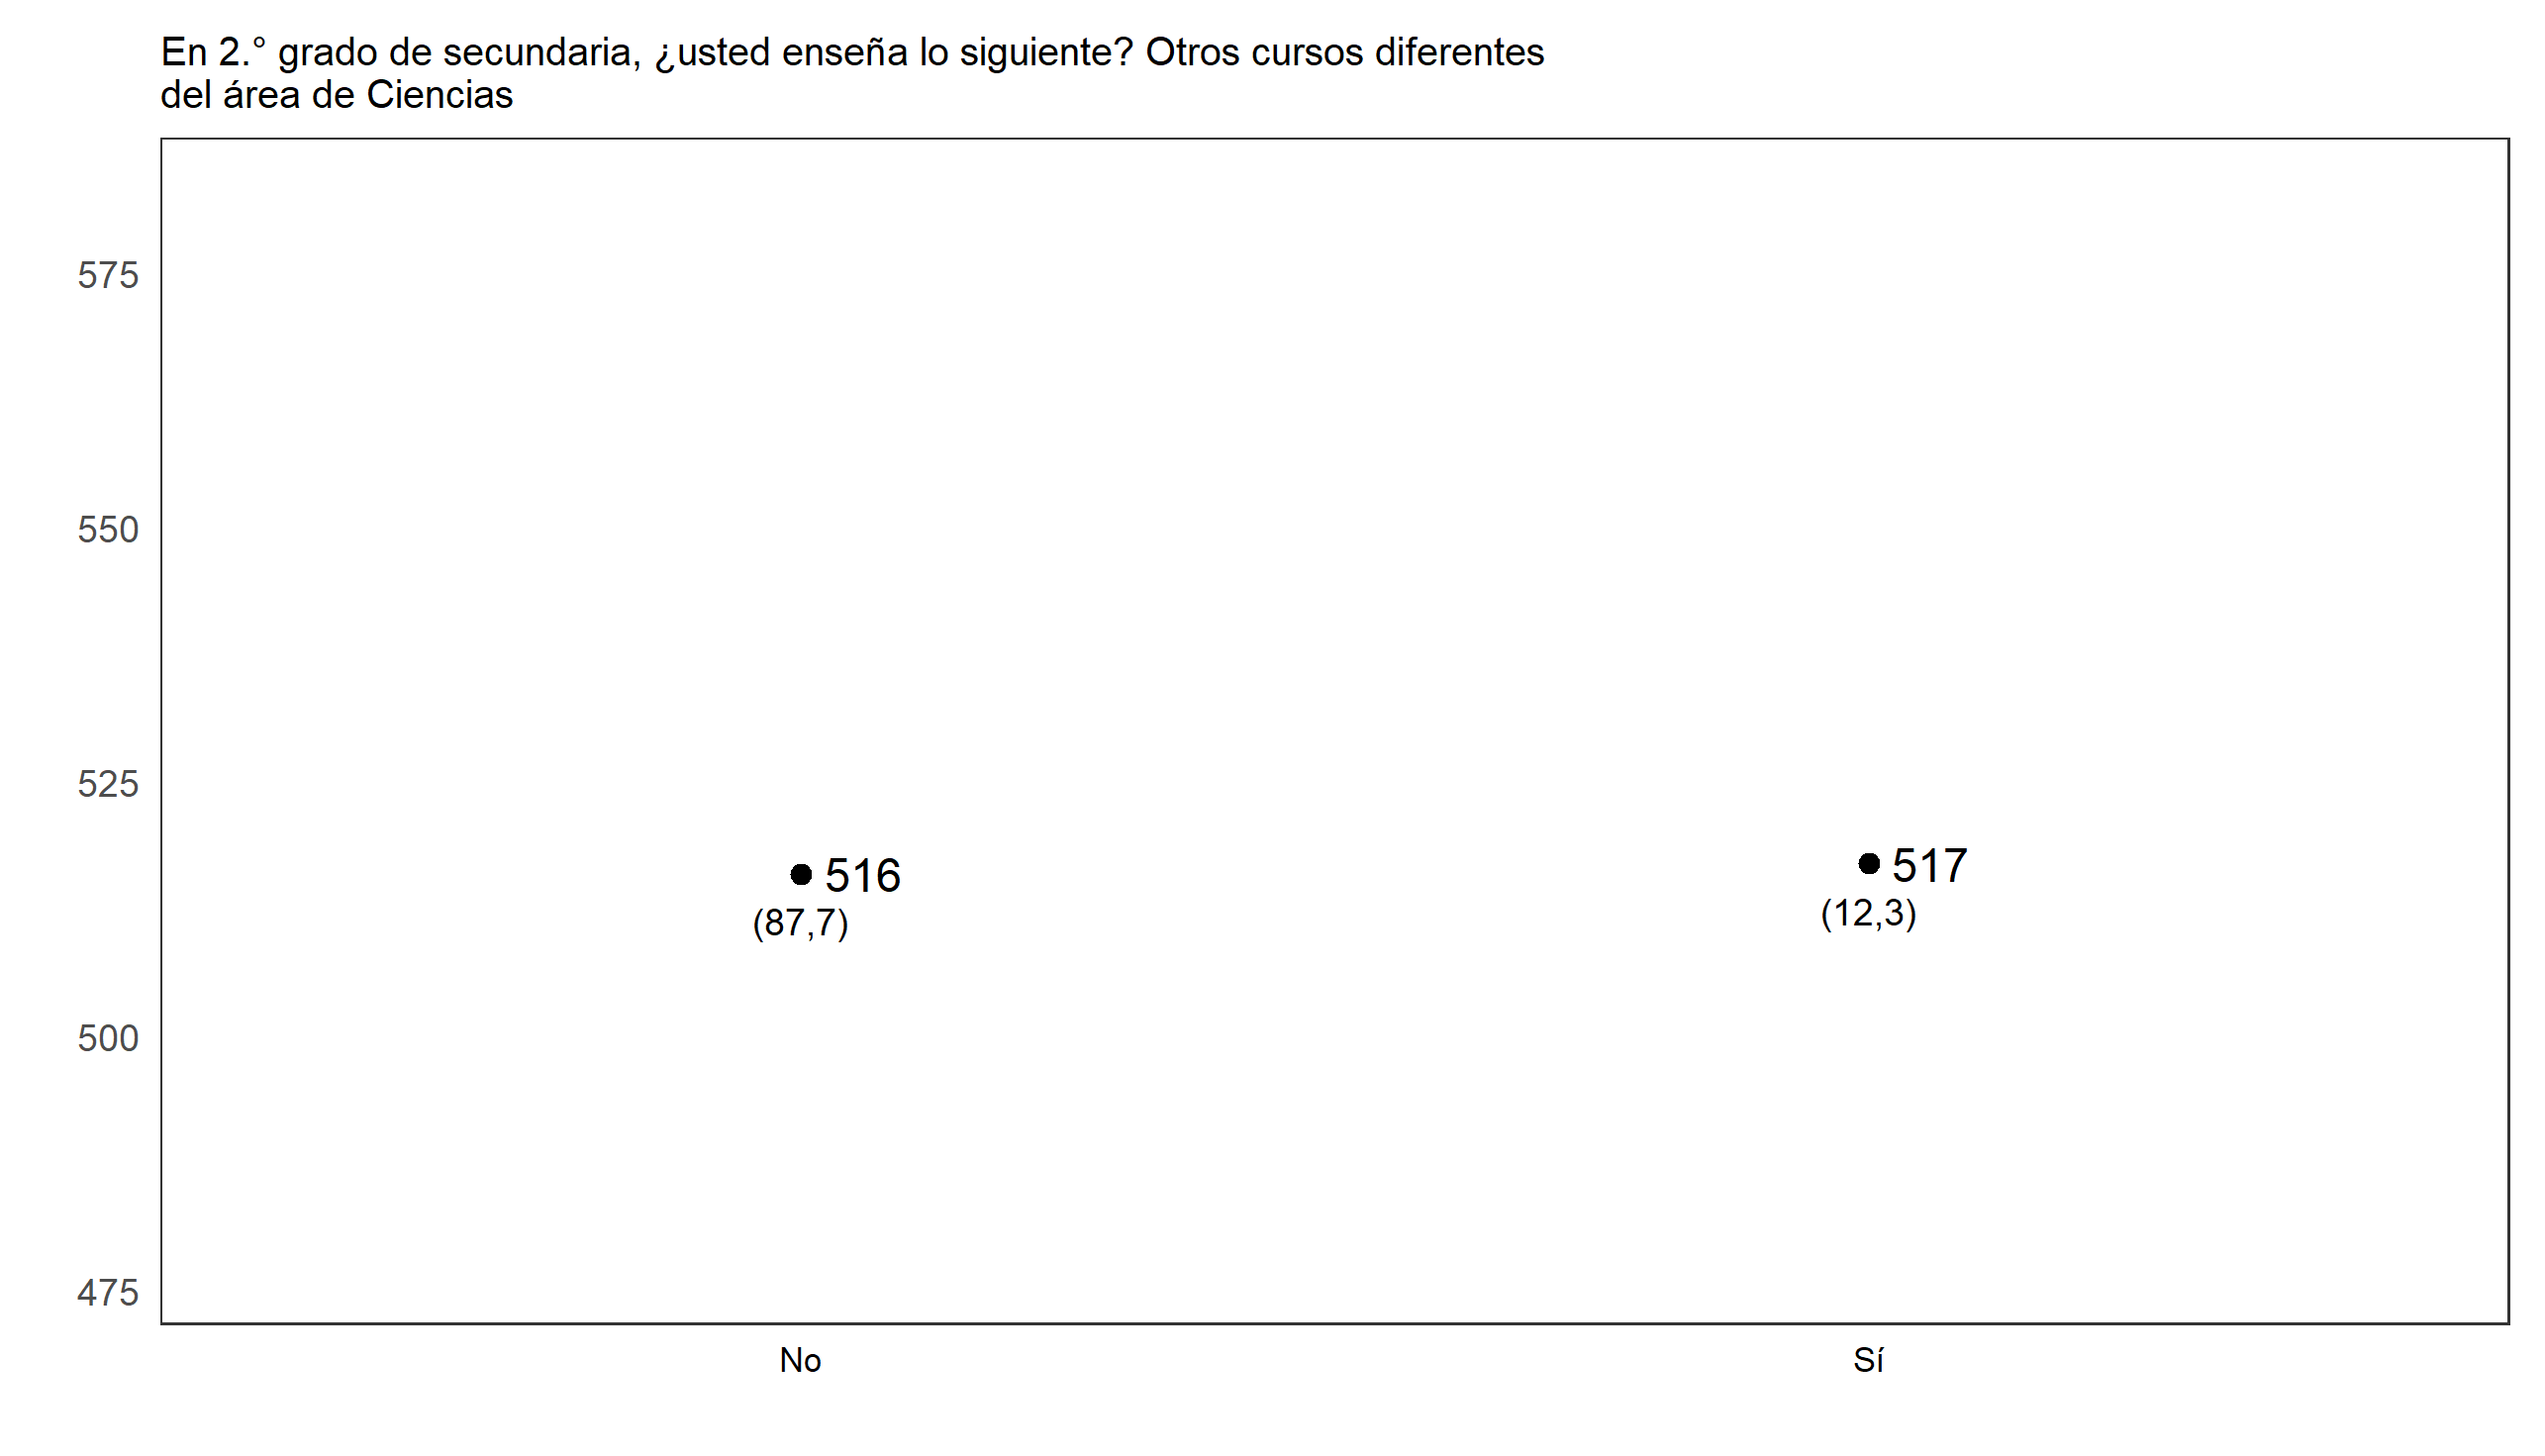 En 2.° grado de secundaria, ¿usted enseña lo siguiente? Otros cursos diferentes
del área de Ciencias
575
550
525
500
475
516
(87,7)
517
(12,3)
No
Sí